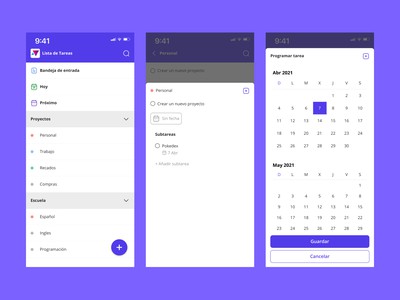 9:41
Lista de Tareas
Bandeja de entrada
Hoy
Próximo
Proyectos
Personal
Trabajo
Recados
Compras
Escuela
Español
Ingles
Programación
9:41
Personal
Crear un nuevo proyecto
Personal
Crear un nuevo proyecto
Sin fecha
Subtareas
7 Abr
+ Añadir subtarea
9:41
Programar tarea
Abr 2021
D L M X J V S
1 2 3
4 5 6 7 8 9 10
11 12 13 14 15 16 17
18 19 20 21 22 23 24
25 26 27 28 29 30
May 2021
D L M X J V S
1
2 3 4 5 6 7 8
9 10 11 12 13 14 15
16 17 18 19 20 21 22
23 24 25 26 27 28 29
Guardar
Cancelar